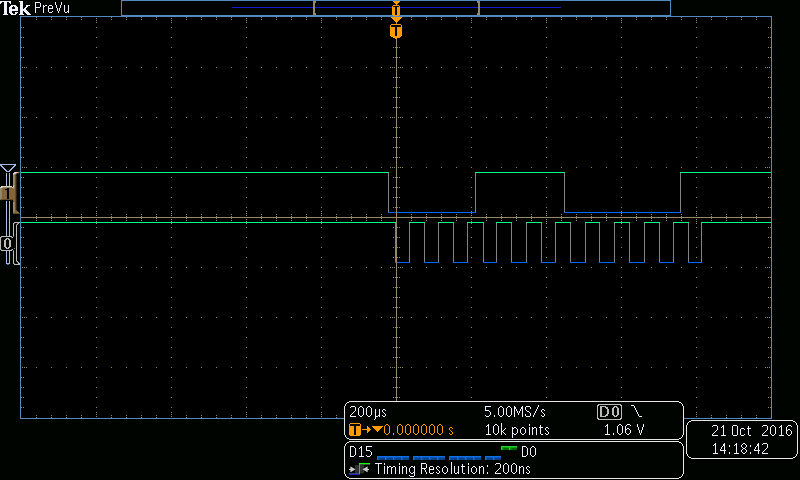 Tek PreVu
T
T
1
0
200µs 5.00MS/s D0
T→▼0.000000 s 10k points 1.06 V
D15 D0
Timing Resolution: 200ns
21 Oct 2016
14:18:42